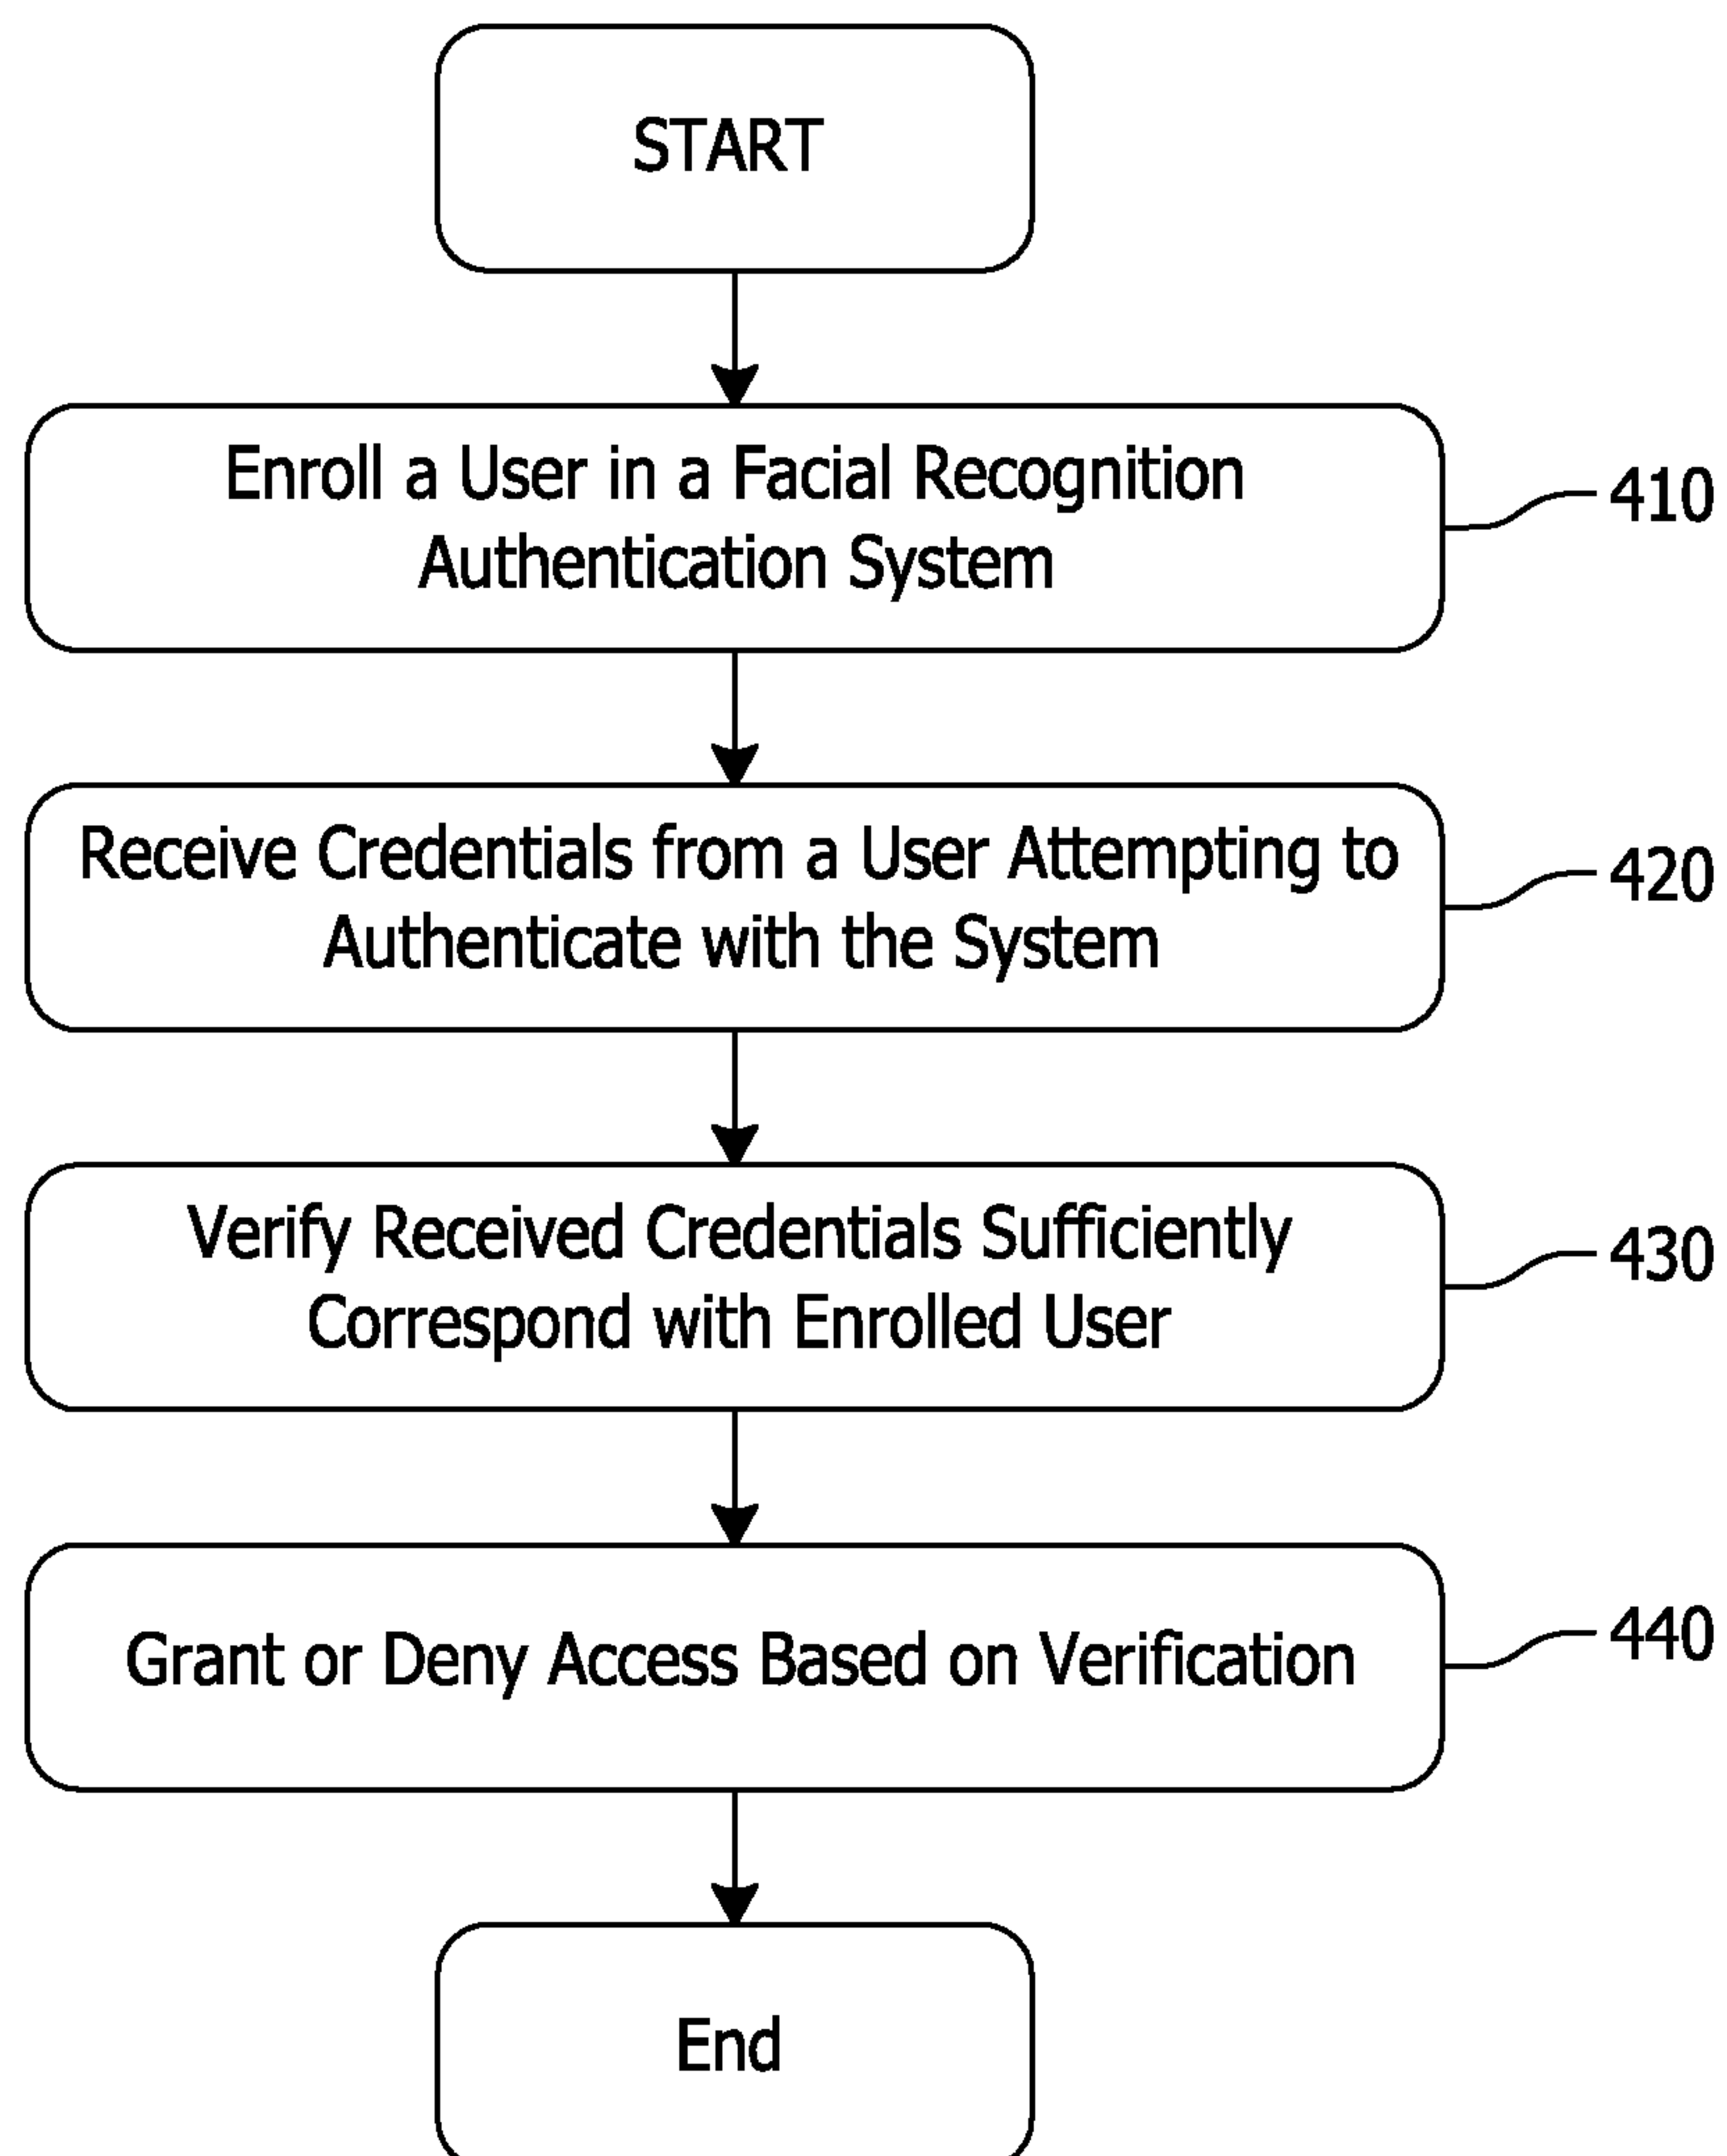 START
Enroll a User in a Facial Recognition
Authentication System
410
Receive Credentials from a User Attempting to
Authenticate with the System
420
Verify Received Credentials Sufficiently
Correspond with Enrolled User
430
Grant or Deny Access Based on Verification
440
End